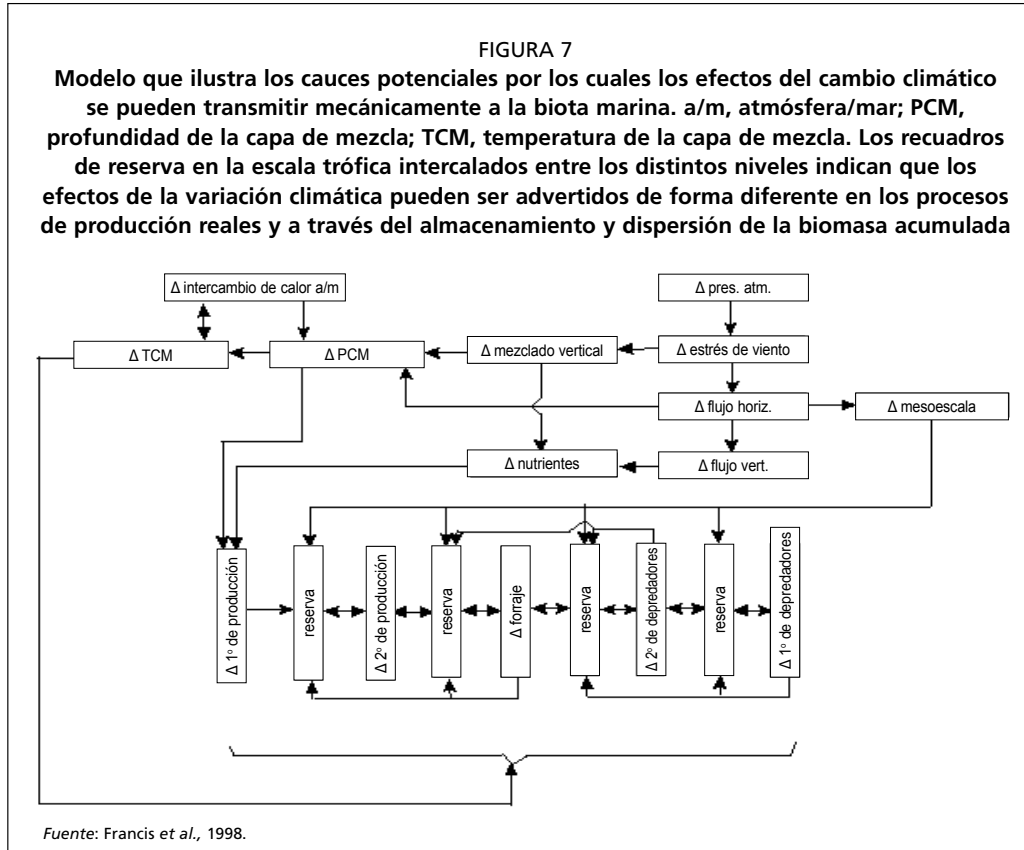 FIGURA 7
Modelo que ilustra los cauces potenciales por los cuales los efectos del cambio climático
se pueden transmitir mecánicamente a la biota marina. a/m, atmósfera/mar; PCM,
profundidad de la capa de mezcla; TCM, temperatura de la capa de mezcla. Los recuadros
de reserva en la escala trófica intercalados entre los distintos niveles indican que los
efectos de la variación climática pueden ser advertidos de forma diferente en los procesos
de producción reales y a través del almacenamiento y dispersión de la biomasa acumulada
Δ intercambio de calor a/m
Δ pres. atm.
Δ TCM
Δ PCM
Δ mezclado vertical
Δ estrés de viento
Δ flujo horiz.
Δ mesoescala
Δ nutrientes
Δ flujo vert.
Δ 1º de producción
reserva
Δ 2º de producción
reserva
Δ forraje
reserva
Δ 2º de depredadores
reserva
Δ 1º de depredadores
Fuente: Francis et al., 1998.